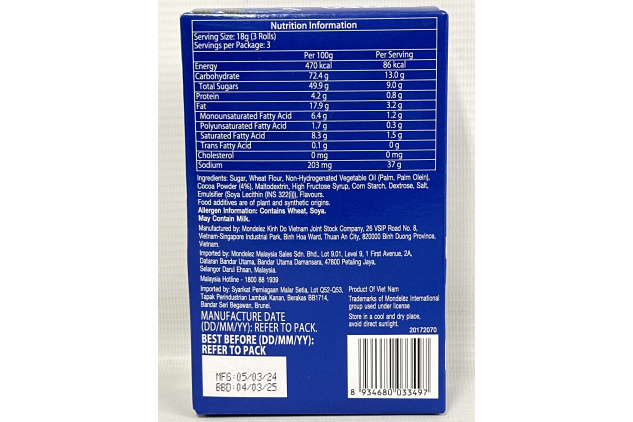 Nutrition Information
Serving Size: 18g (3 Rolls)
Servings per Package: 3
Per 100g Per Serving
Energy 470 kcal 86 kcal
Carbohydrate 72.4 g 13.0 g
Total Sugars 49.9 g 9.0 g
Protein 4.2 g 0.8 g
Fat 17.9 g 3.2 g
Monounsaturated Fatty Acid 6.4 g 1.2 g
Polyunsaturated Fatty Acid 1.7 g 0.3 g
Saturated Fatty Acid 8.3 g 1.5 g
Trans Fatty Acid 0.1 g 0 g
Cholesterol 0 mg 0 mg
Sodium 203 mg 37 g
Ingredients: Sugar, Wheat Flour, Non-Hydrogenated Vegetable Oil (Palm, Palm Olein),
Cocoa Powder (4%), Maltodextrin, High Fructose Syrup, Corn Starch, Dextrose, Salt,
Emulsifier (Soya Lecithin (INS 322(i))), Flavours.
Food additives are of plant and synthetic origins.
Allergen Information: Contains Wheat, Soya.
May Contain Milk.
Manufactured by: Mondelez Kinh Do Vietnam Joint Stock Company, 26 VSIP Road No. 8,
Vietnam-Singapore Industrial Park, Binh Hoa Ward, Thuan An City, 820000 Binh Duong Province,
Vietnam.
Imported by: Mondelez Malaysia Sales Sdn. Bhd., Lot 9.01, Level 9, 1 First Avenue, 2A,
Dataran Bandar Utama, Bandar Utama Damansara, 47800 Petaling Jaya,
Selangor Darul Ehsan, Malaysia.
Malaysia Hotline - 1800 88 1939
Imported by: Syarikat Perniagaan Malar Setia, Lot Q52-Q53,
Tapak Perindustrian Lambak Kanan, Berakas BB1714,
Bandar Seri Begawan, Brunei.
Product Of Viet Nam
Trademarks of Mondelēz International
group used under license
Store in a cool and dry place,
avoid direct sunlight.
20172070
MANUFACTURE DATE
(DD/MM/YY): REFER TO PACK.
BEST BEFORE (DD/MM/YY):
REFER TO PACK
MFG:05/03/24
BBD:04/03/25
8 934680 033497